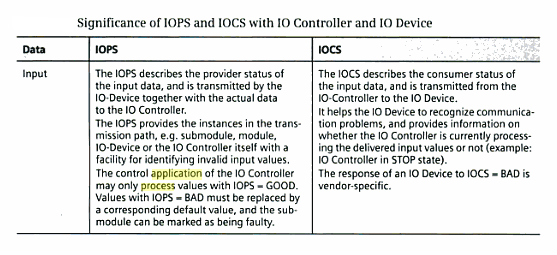 Significance of IOPS and IOCS with IO Controller and IO Device
Data
IOPS
IOCS
Input
The IOPS describes the provider status of
the input data, and is transmitted by the
IO-Device together with the actual data
to the IO Controller.
The IOPS provides the instances in the trans-
mission path, e.g. submodule, module,
IO-Device or the IO Controller itself with a
facility for identifying invalid input values.
The control application of the IO Controller
may only process values with IOPS = GOOD.
Values with IOPS = BAD must be replaced by
a corresponding default value, and the sub-
module can be marked as being faulty.
The IOCS describes the consumer status of
the input data, and is transmitted from the
IO-Controller to the IO Device.
It helps the IO Device to recognize communica-
tion problems, and provides information on
whether the IO Controller is currently process-
ing the delivered input values or not (example:
IO Controller in STOP state).
The response of an IO Device to IOCS = BAD is
vendor-specific.